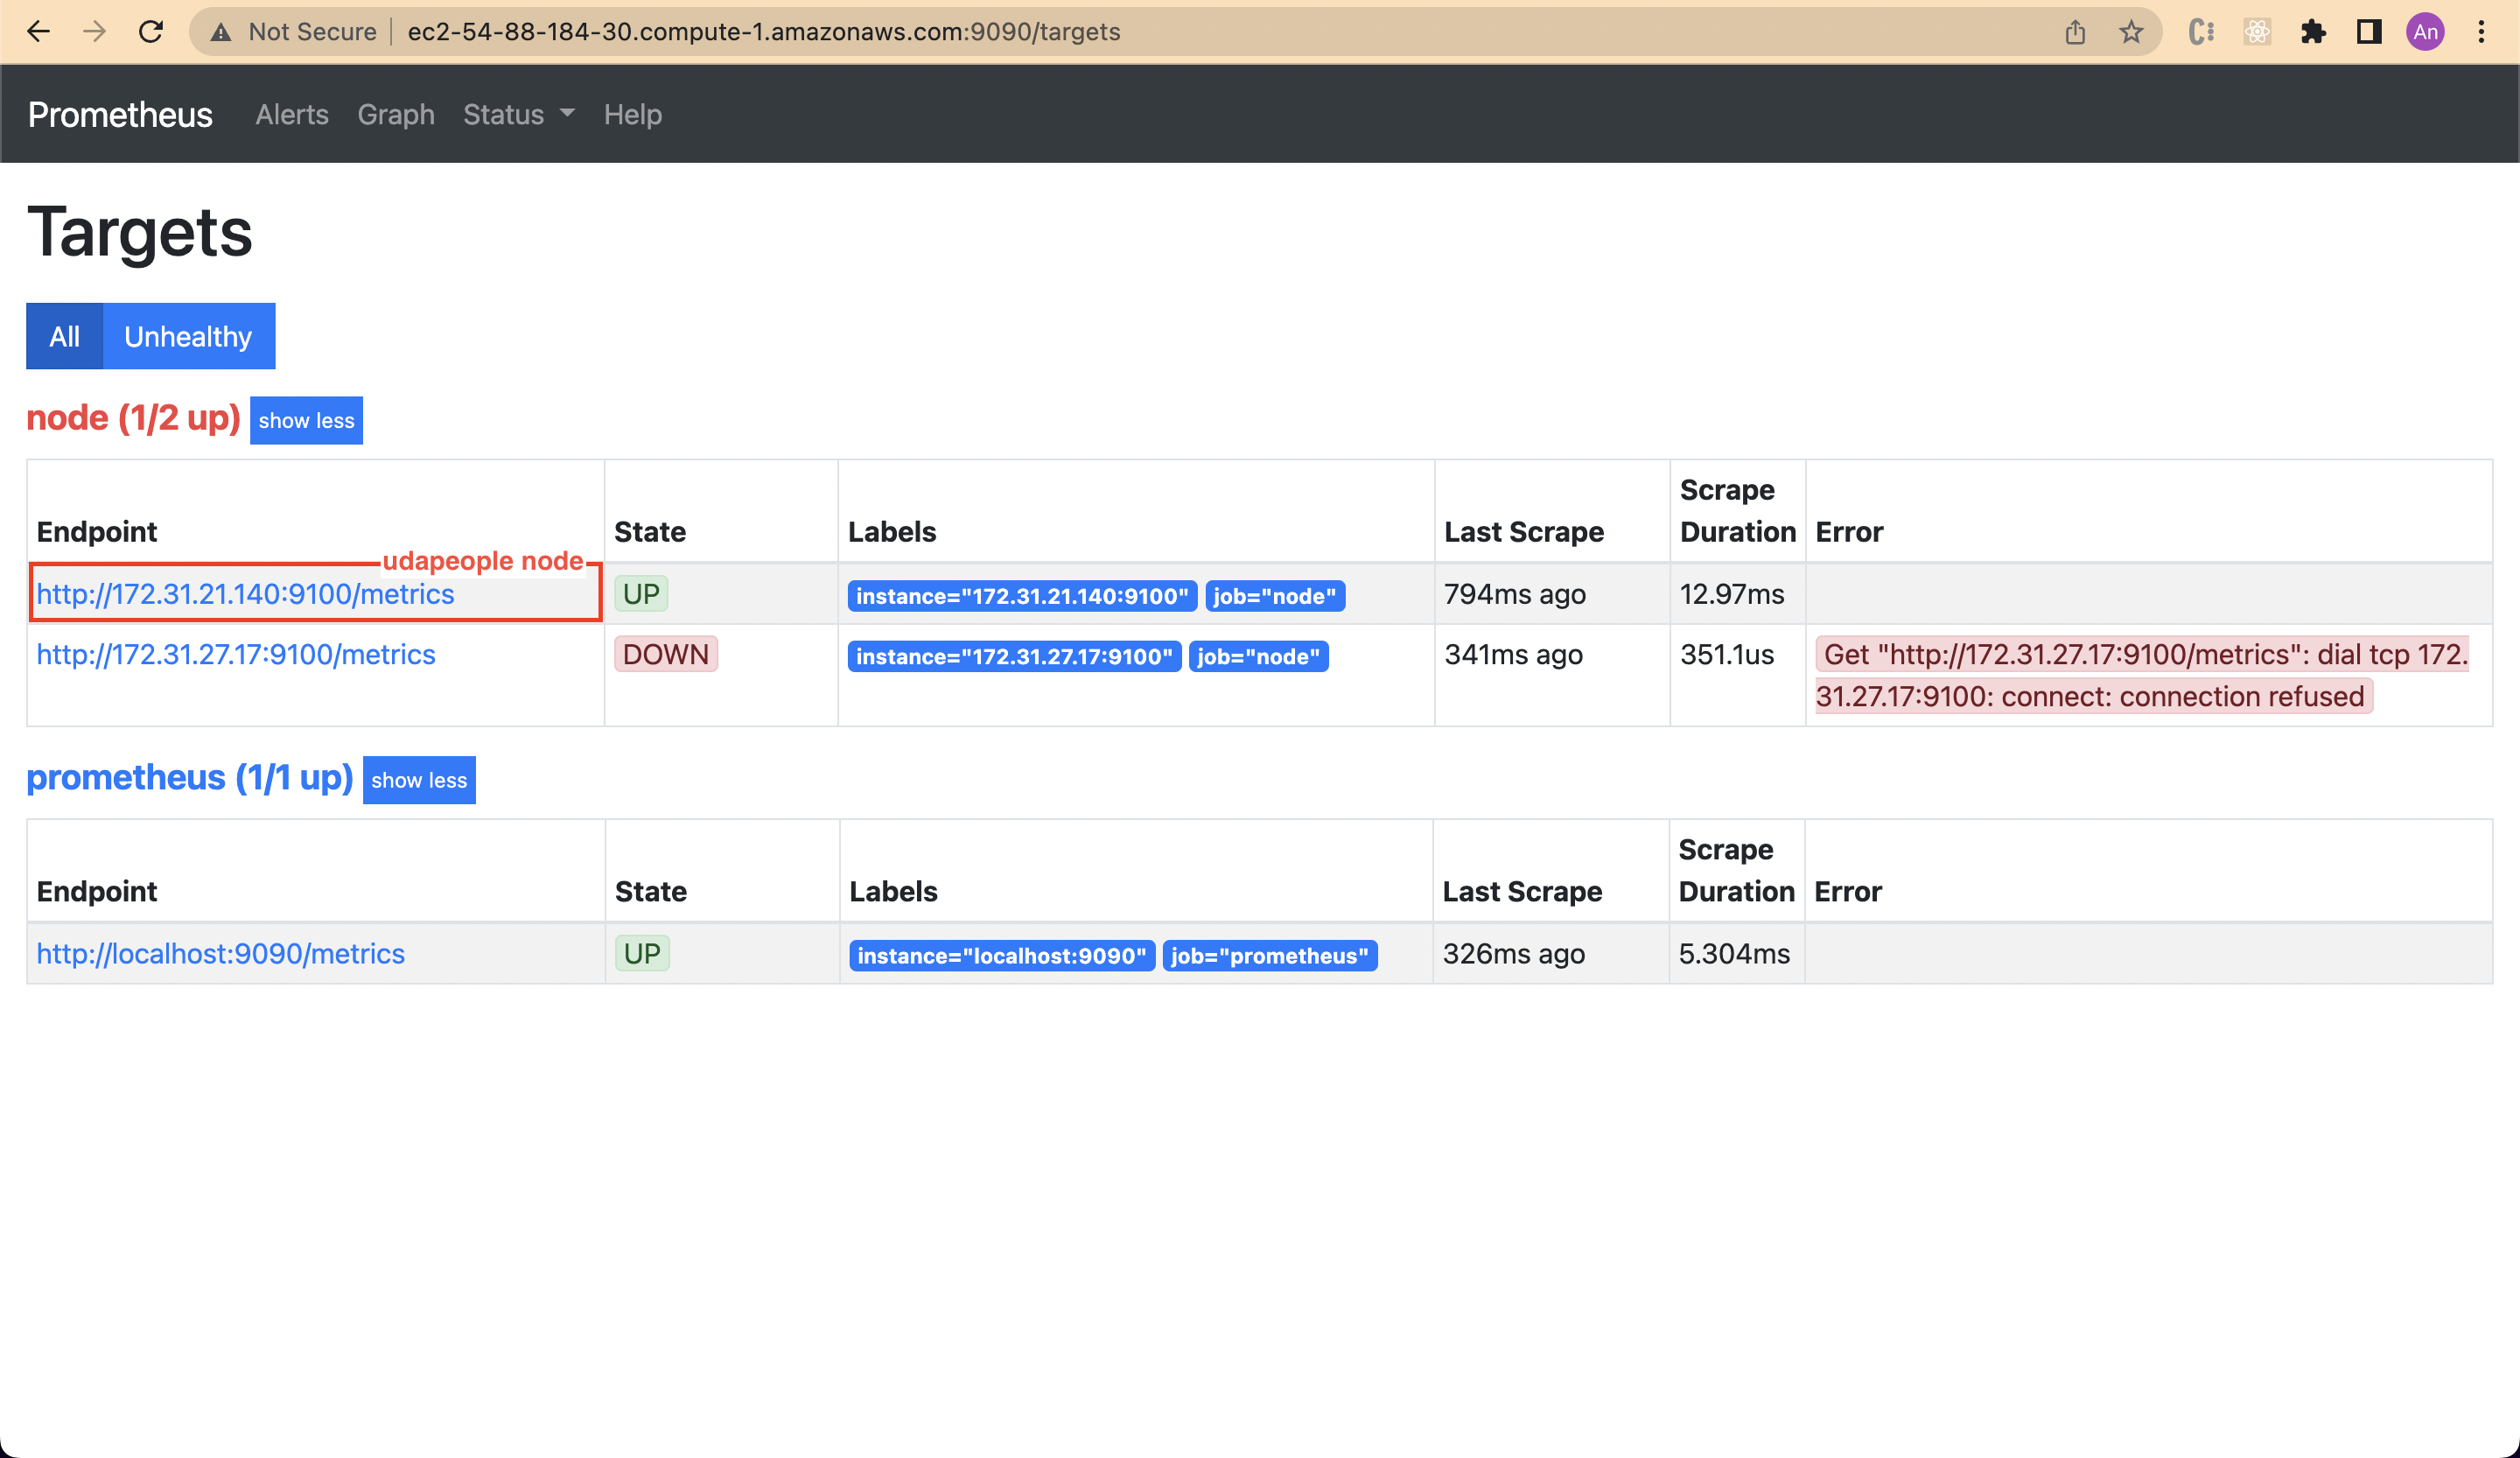 Not Secure ec2-54-88-184-30.compute-1.amazonaws.com:9090/targets An
Prometheus Alerts Graph Status Help
Targets
All Unhealthy
node (1/2 up) show less
Endpoint State Labels Last Scrape Scrape Duration Error
udapeople node
http://172.31.21.140:9100/metrics UP instance="172.31.21.140:9100" job="node" 794ms ago 12.97ms
http://172.31.27.17:9100/metrics DOWN instance="172.31.27.17:9100" job="node" 341ms ago 351.1us Get "http://172.31.27.17:9100/metrics": dial tcp 172.
31.27.17:9100: connect: connection refused
prometheus (1/1 up) show less
Endpoint State Labels Last Scrape Scrape Duration Error
http://localhost:9090/metrics UP instance="localhost:9090" job="prometheus" 326ms ago 5.304ms